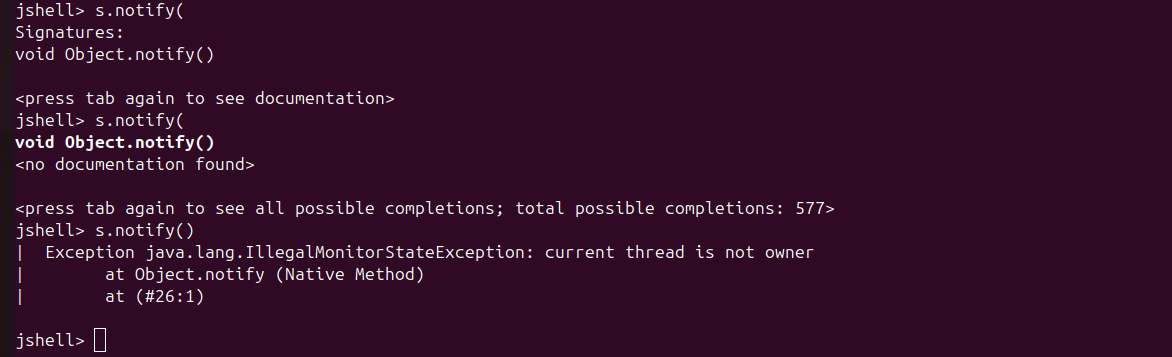 jshell> s.notify(
Signatures:
void Object.notify()
<press tab again to see documentation>
jshell> s.notify(
void Object.notify()
<no documentation found>
<press tab again to see all possible completions; total possible completions: 577>
jshell> s.notify()
|  Exception java.lang.IllegalMonitorStateException: current thread is not owner
|        at Object.notify (Native Method)
|        at (#26:1)
jshell>